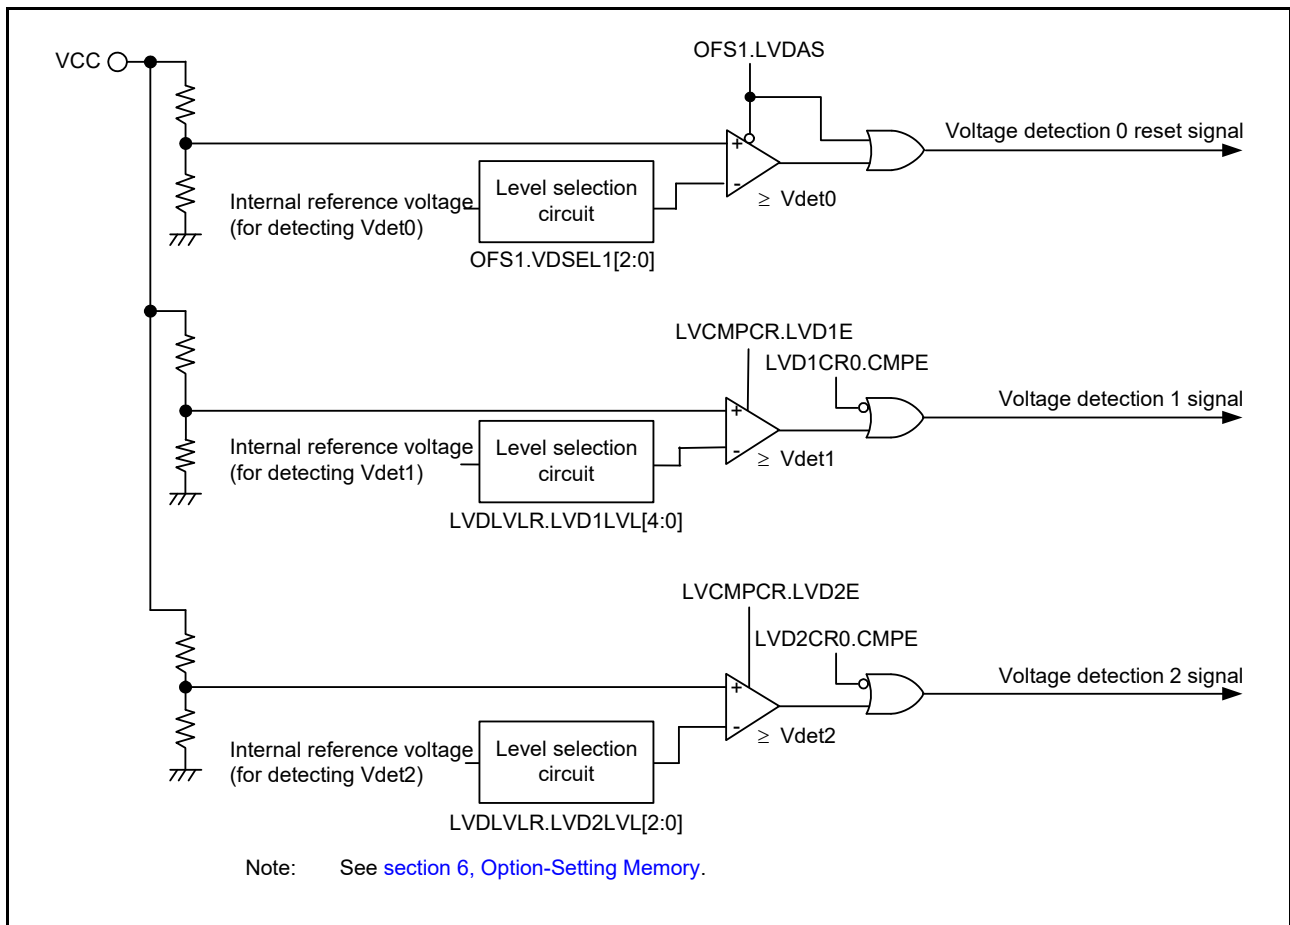 OFS1.LVDAS
VCC
Voltage detection 0 reset signal
+
-
Level selection
circuit
Internal reference voltage
(for detecting Vdet0)
≥ Vdet0
OFS1.VDSEL1[2:0]
LVCMPCR.LVD1E
LVD1CR0.CMPE
Voltage detection 1 signal
+
-
Internal reference voltage
(for detecting Vdet1)
Level selection
circuit
≥ Vdet1
LVDLVLR.LVD1LVL[4:0]
LVCMPCR.LVD2E
LVD2CR0.CMPE
Voltage detection 2 signal
+
-
≥ Vdet2
Internal reference voltage
(for detecting Vdet2)
Level selection
circuit
LVDLVLR.LVD2LVL[2:0]
Note: See section 6, Option-Setting Memory.